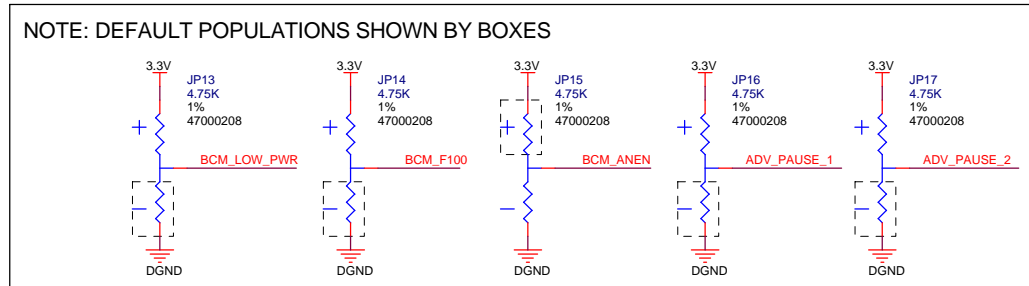 NOTE: DEFAULT POPULATIONS SHOWN BY BOXES
3.3V
JP13
4.75K
1%
47000208
+
BCM_LOW_PWR
−
DGND
3.3V
JP14
4.75K
1%
47000208
+
BCM_F100
−
DGND
3.3V
JP15
4.75K
1%
47000208
+
BCM_ANEN
−
DGND
3.3V
JP16
4.75K
1%
47000208
+
ADV_PAUSE_1
−
DGND
3.3V
JP17
4.75K
1%
47000208
+
ADV_PAUSE_2
−
DGND